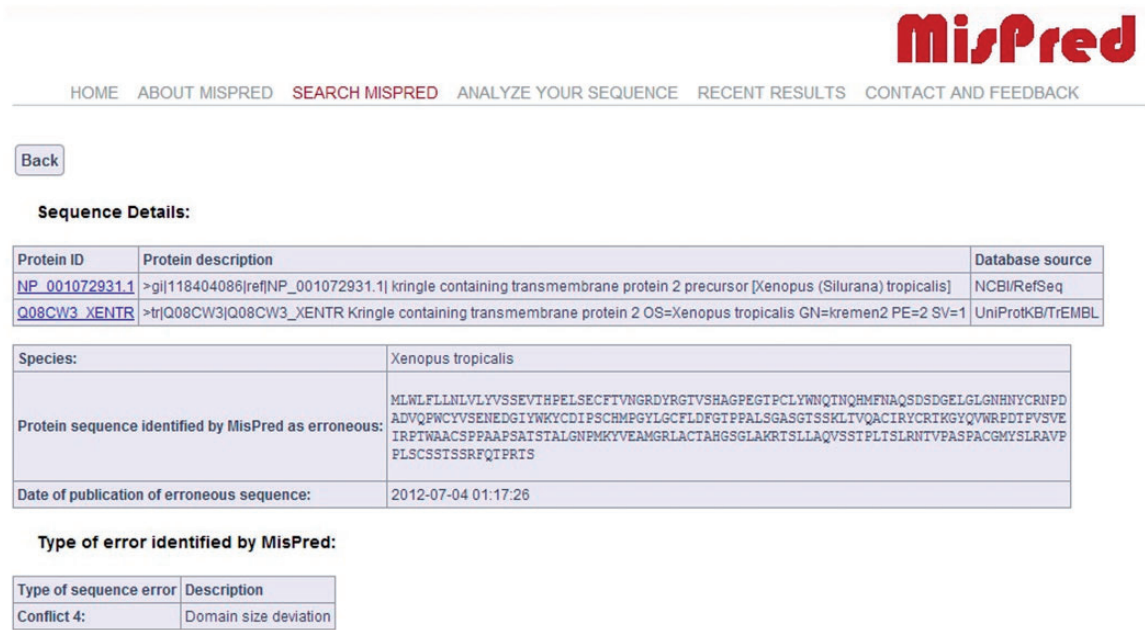 MisPred
HOME ABOUT MISPRED SEARCH MISPRED ANALYZE YOUR SEQUENCE RECENT RESULTS CONTACT AND FEEDBACK
Back
Sequence Details:
Protein ID Protein description Database source
NP_001072931.1 >gi|118404086|ref|NP_001072931.1| kringle containing transmembrane protein 2 precursor [Xenopus (Silurana) tropicalis] NCBI/RefSeq
Q08CW3_XENTR >tr|Q08CW3|Q08CW3_XENTR Kringle containing transmembrane protein 2 OS=Xenopus tropicalis GN=kremen2 PE=2 SV=1 UniProtKB/TrEMBL
Species: Xenopus tropicalis
Protein sequence identified by MisPred as erroneous:
MLWLFLLNLVLYVSSEVTHPELSECFTVNGRDYRGTVSHAGPEGTPCLYWNQTNQHMFNAQSDSDGELGLGNHNYCRNPD
ADVQPWCYVSENEDGIYWKYCDIPSCHMPGYLGCFLDFGTPPALSGASGTSSKLTVQACIRYCRTKGYQVWRPDTPVSVE
IRPTWAACSPPAAPSATSTALGNPMKYVEAMGRLACTAHGSGLAKRTSLLAQVSSTPLTSLRNTVPASPACGMYSLRAVP
PLSCSSTSSRFQTPRTS
Date of publication of erroneous sequence: 2012-07-04 01:17:26
Type of error identified by MisPred:
Type of sequence error Description
Conflict 4: Domain size deviation